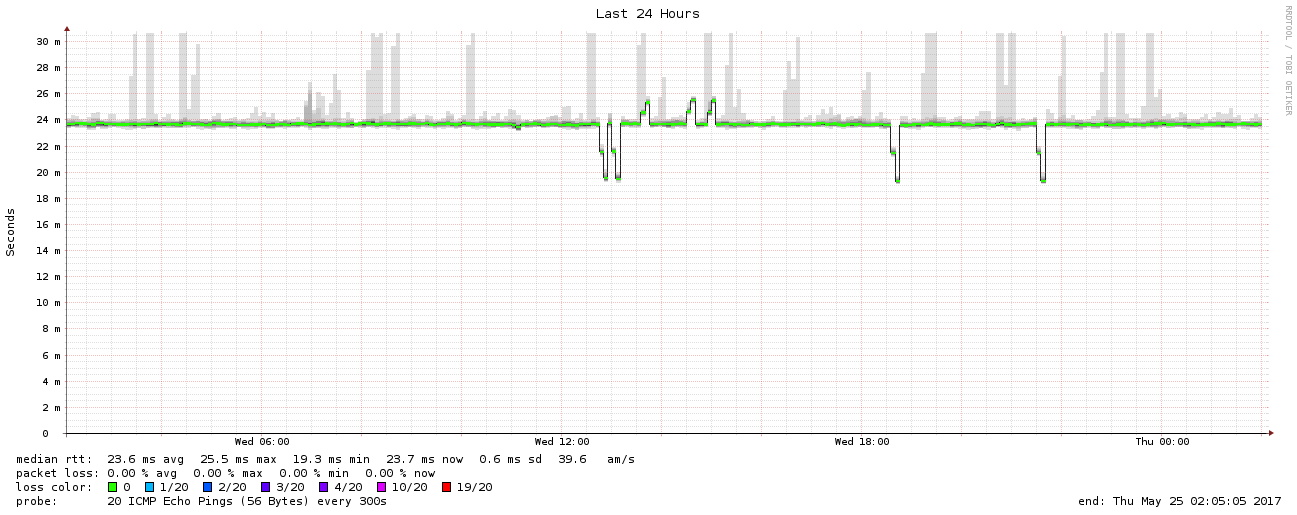 Last 24 Hours
RRDTOOL / TOBI OETIKER
30 m
28 m
26 m
24 m
22 m
20 m
18 m
16 m
14 m
12 m
10 m
8 m
6 m
4 m
2 m
0
Seconds
Wed 06:00 Wed 12:00 Wed 18:00 Thu 00:00
median rtt: 23.6 ms avg 25.5 ms max 19.3 ms min 23.7 ms now 0.6 ms sd 39.6 am/s
packet loss: 0.00 % avg 0.00 % max 0.00 % min 0.00 % now
loss color: 0 1/20 2/20 3/20 4/20 10/20 19/20
probe: 20 ICMP Echo Pings (56 Bytes) every 300s end: Thu May 25 02:05:05 2017